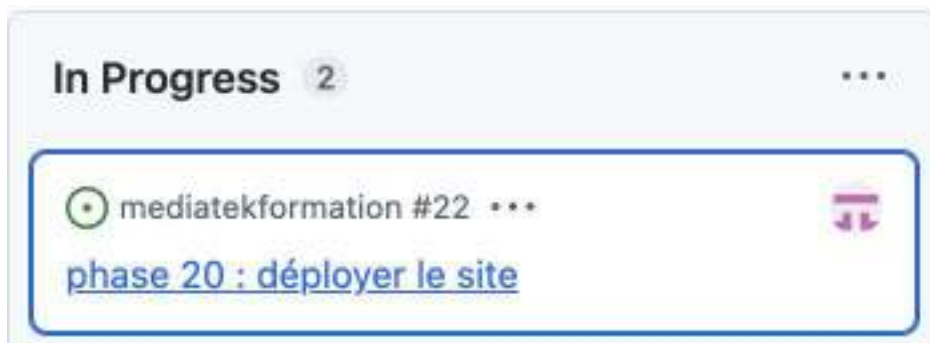 In Progress 2 ...
mediatekformation #22 ...
phase 20 : déployer le site